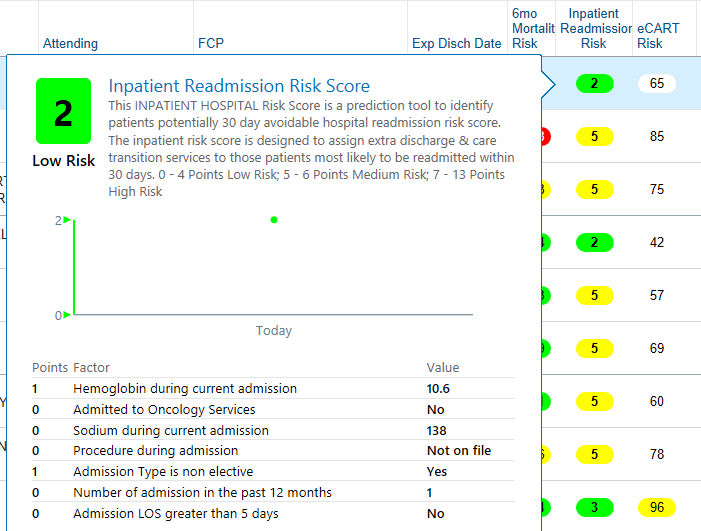 6mo Mortalit Risk
Inpatient Readmission Risk
eCART Risk
Attending FCP Exp Disch Date
2
Low Risk
Inpatient Readmission Risk Score
This INPATIENT HOSPITAL Risk Score is a prediction tool to identify
patients potentially 30 day avoidable hospital readmission risk score.
The inpatient risk score is designed to assign extra discharge & care
transition services to those patients most likely to be readmitted within
30 days. 0 - 4 Points Low Risk; 5 - 6 Points Medium Risk; 7 - 13 Points
High Risk
2
0
Today
Points Factor Value
1 Hemoglobin during current admission 10.6
0 Admitted to Oncology Services No
0 Sodium during current admission 138
0 Procedure during admission Not on file
1 Admission Type is non elective Yes
0 Number of admission in the past 12 months 1
0 Admission LOS greater than 5 days No
2 65
5 85
5 75
2 42
5 57
5 69
5 60
5 78
3 96